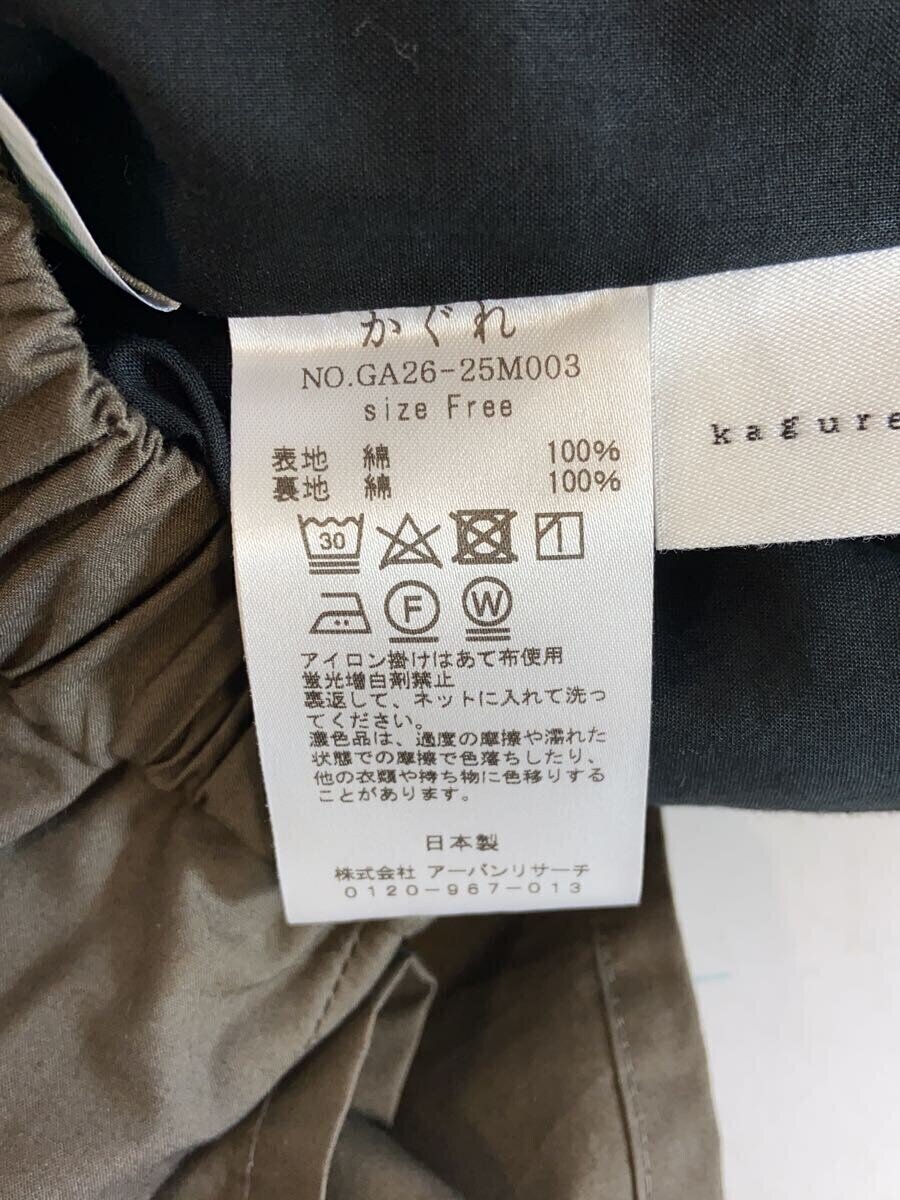 かぐれ
NO.GA26-25M003
size Free
表地 綿 100%
裏地 綿 100%
30
F W
アイロン掛けはあて布使用
蛍光増白剤禁止
裏返して、ネットに入れて洗っ
てください。
濃色品は、過度の摩擦や濡れた
状態での摩擦で色落ちしたり、
他の衣類や持ち物に色移りする
ことがあります。
日本製
株式会社 アーバンリサーチ
0120-967-013
kagure